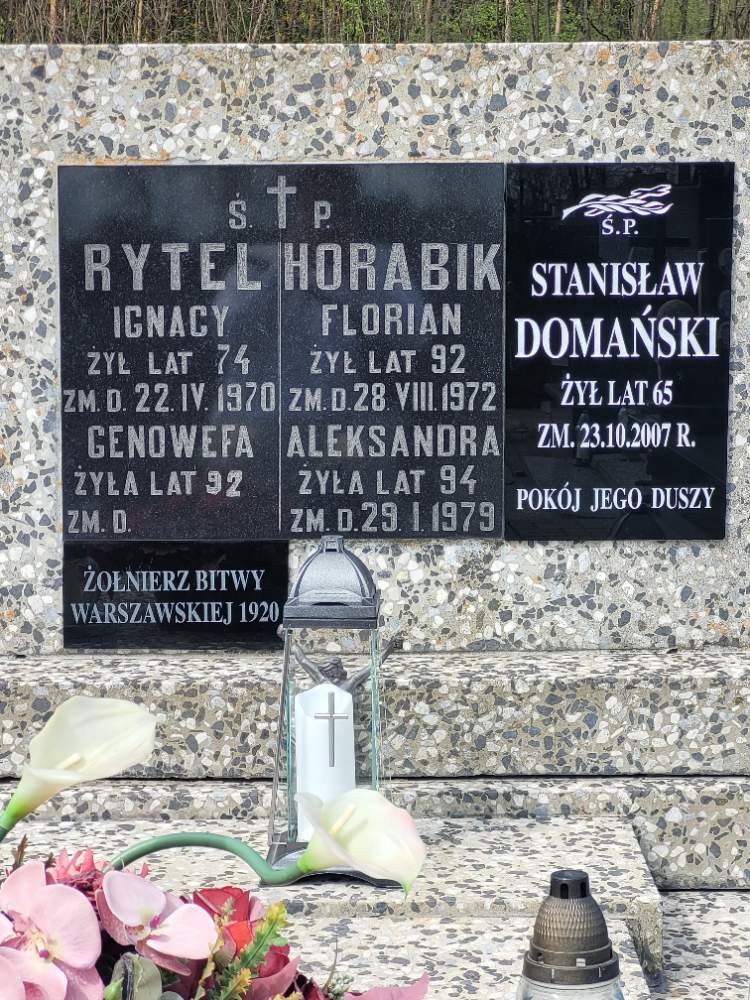 Ś. P.
RYTEL
IGNACY
ŻYŁ LAT 74
ZM. D. 22. IV. 1970
GENOWEFA
ŻYŁA LAT 92
ZM. D.
HORABIK
FLORIAN
ŻYŁ LAT 92
ZM. D. 28. VIII. 1972
ALEKSANDRA
ŻYŁA LAT 94
ZM. D. 29. I. 1979
Ś.P.
STANISŁAW
DOMAŃSKI
ŻYŁ LAT 65
ZM. 23.10.2007 R.
POKÓJ JEGO DUSZY
ŻOŁNIERZ BITWY
WARSZAWSKIEJ 1920